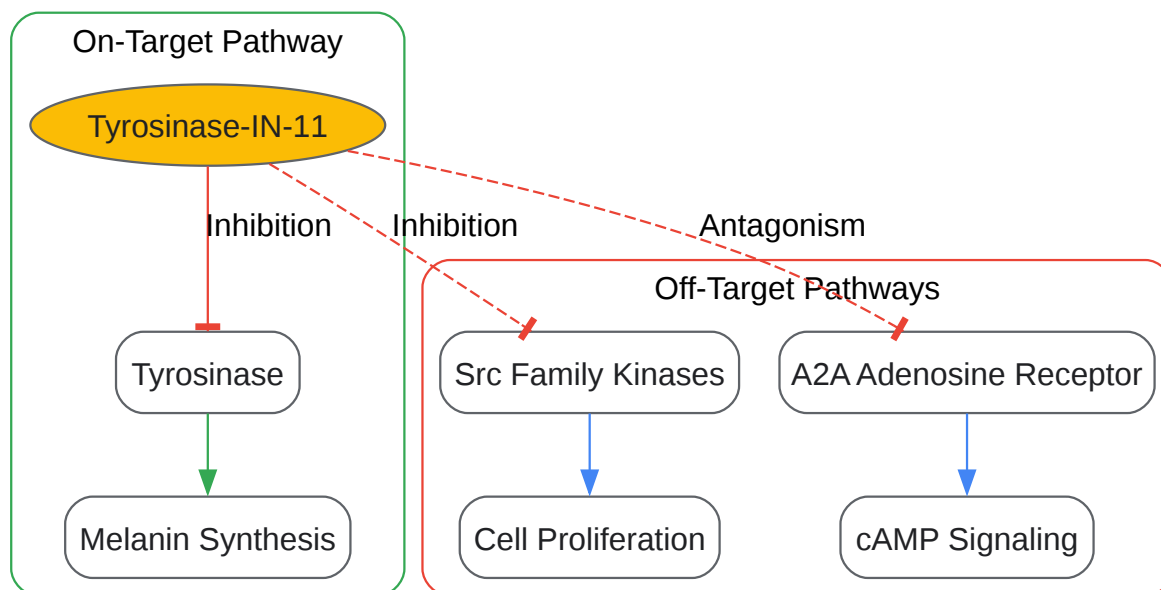 On-Target Pathway
Tyrosinase-IN-11
Inhibition
Inhibition
Antagonism
Off-Target Pathways
Tyrosinase
Src Family Kinases
A2A Adenosine Receptor
Melanin Synthesis
Cell Proliferation
cAMP Signaling